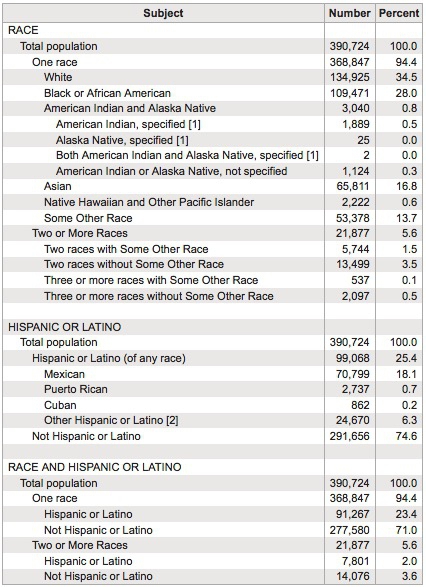 Subject Number Percent
RACE
Total population 390,724 100.0
One race 368,847 94.4
White 134,925 34.5
Black or African American 109,471 28.0
American Indian and Alaska Native 3,040 0.8
American Indian, specified [1] 1,889 0.5
Alaska Native, specified [1] 25 0.0
Both American Indian and Alaska Native, specified [1] 2 0.0
American Indian or Alaska Native, not specified 1,124 0.3
Asian 65,811 16.8
Native Hawaiian and Other Pacific Islander 2,222 0.6
Some Other Race 53,378 13.7
Two or More Races 21,877 5.6
Two races with Some Other Race 5,744 1.5
Two races without Some Other Race 13,499 3.5
Three or more races with Some Other Race 537 0.1
Three or more races without Some Other Race 2,097 0.5
HISPANIC OR LATINO
Total population 390,724 100.0
Hispanic or Latino (of any race) 99,068 25.4
Mexican 70,799 18.1
Puerto Rican 2,737 0.7
Cuban 862 0.2
Other Hispanic or Latino [2] 24,670 6.3
Not Hispanic or Latino 291,656 74.6
RACE AND HISPANIC OR LATINO
Total population 390,724 100.0
One race 368,847 94.4
Hispanic or Latino 91,267 23.4
Not Hispanic or Latino 277,580 71.0
Two or More Races 21,877 5.6
Hispanic or Latino 7,801 2.0
Not Hispanic or Latino 14,076 3.6